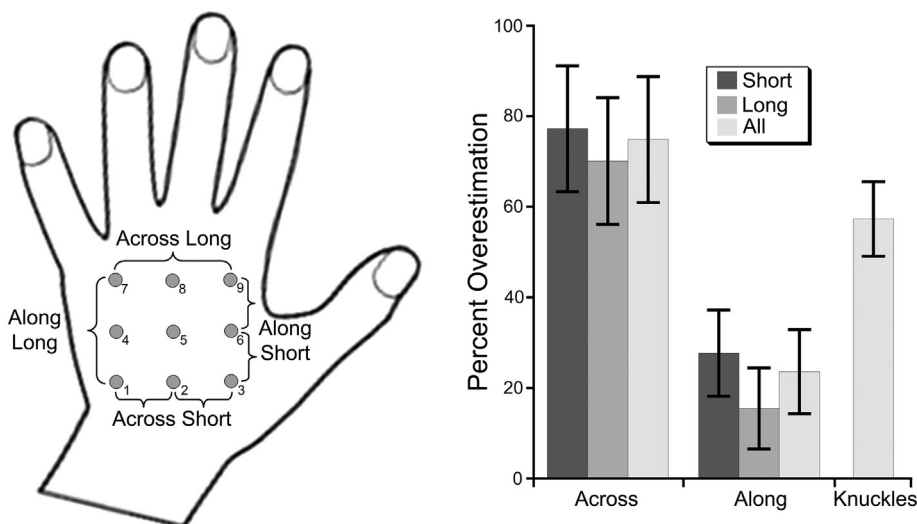 Across Long
7 8 9
Along
Long
4 5 6
Along
Short
1 2 3
Across Short
Percent Overestimation
100
80
60
40
20
0
Short
Long
All
Across Along Knuckles